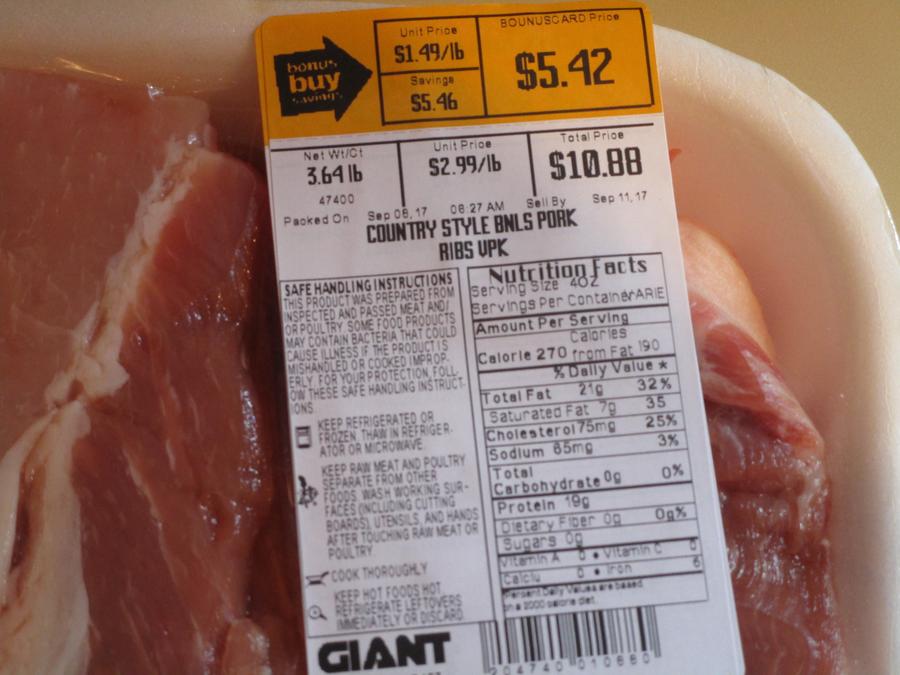 bonus
buy
savings
Unit Price
$1.49/lb
Savings
$5.46
BOUNUSCARD Price
$5.42
Net Wt/Ct
3.64 lb
Unit Price
$2.99/lb
Total Price
$10.88
47400
Packed On Sep 08, 17 08:27 AM Sell By Sep 11, 17
COUNTRY STYLE BNLS PORK
RIBS VPK
SAFE HANDLING INSTRUCTIONS
THIS PRODUCT WAS PREPARED FROM
INSPECTED AND PASSED MEAT AND/
OR POULTRY. SOME FOOD PRODUCTS
MAY CONTAIN BACTERIA THAT COULD
CAUSE ILLNESS IF THE PRODUCT IS
MISHANDLED OR COOKED IMPROP-
ERLY. FOR YOUR PROTECTION, FOLL-
OW THESE SAFE HANDLING INSTRUCT-
IONS
KEEP REFRIGERATED OR
FROZEN. THAW IN REFRIGER-
ATOR OR MICROWAVE.
KEEP RAW MEAT AND POULTRY
SEPARATE FROM OTHER
FOODS. WASH WORKING SUR-
FACES (INCLUDING CUTTING
BOARDS), UTENSILS, AND HANDS
AFTER TOUCHING RAW MEAT OR
POULTRY.
COOK THOROUGHLY
KEEP HOT FOODS HOT.
REFRIGERATE LEFTOVERS
IMMEDIATELY OR DISCARD.
Nutrition Facts
Serving Size 4OZ
Servings Per Container
Amount Per Serving
Calories
Calorie 270 from Fat 190
% Daily Value *
Total Fat 21g 32%
Saturated Fat 7g 35
Cholesterol 75mg 25%
Sodium 65mg 3%
Total
Carbohydrate 0g 0%
Protein 19g
Dietary Fiber 0g 0g%
Sugars 0g
Vitamin A 0 • Vitamin C 0
Calciu 0 • Iron 6
Percent Daily Values are based
on a 2000 calorie diet.
GIANT
204740 010880